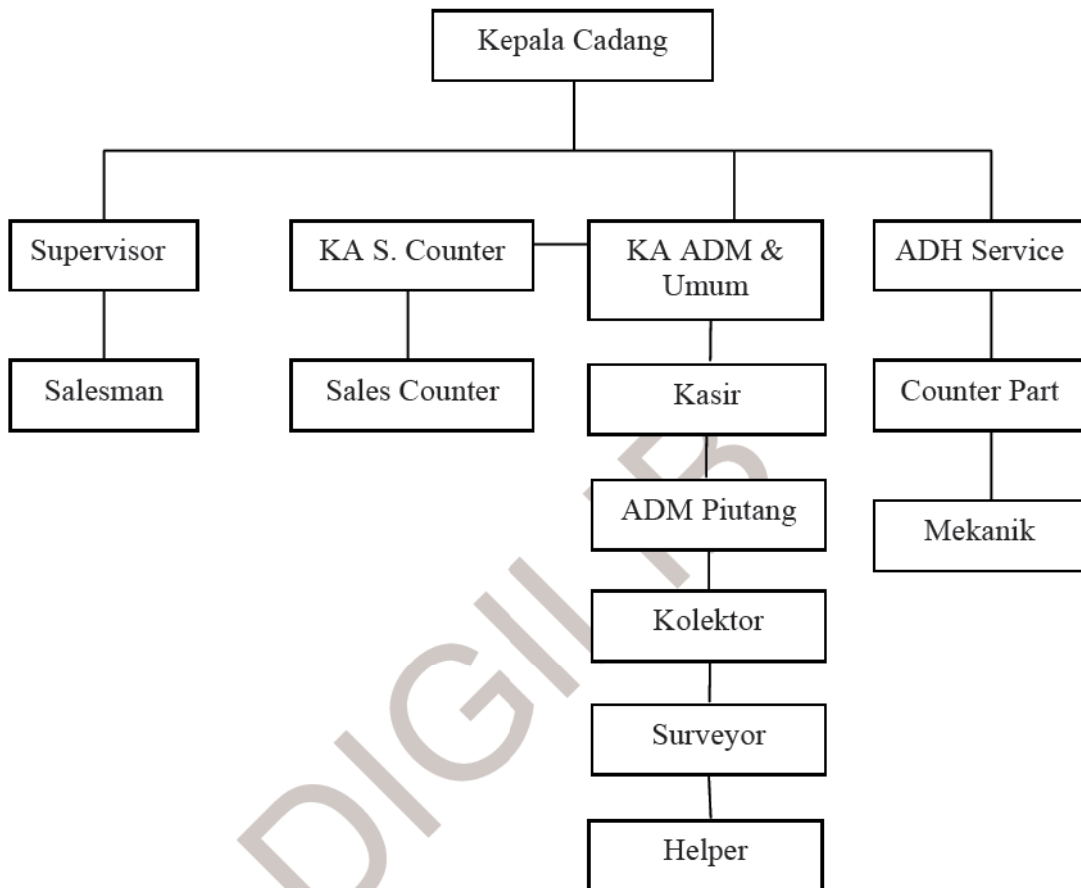 Kepala Cadang
Supervisor
KA S. Counter
KA ADM &
Umum
ADH Service
Salesman
Sales Counter
Kasir
Counter Part
ADM Piutang
Mekanik
Kolektor
Surveyor
Helper